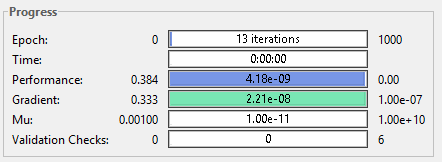 Progress
Epoch: 0 13 iterations 1000
Time: 0:00:00
Performance: 0.384 4.18e-09 0.00
Gradient: 0.333 2.21e-08 1.00e-07
Mu: 0.00100 1.00e-11 1.00e+10
Validation Checks: 0 0 6